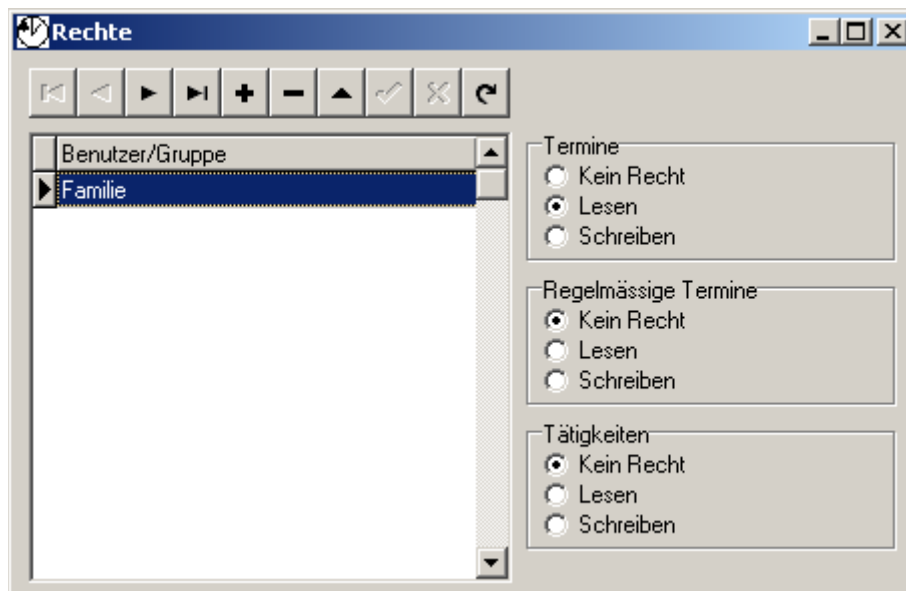 Rechte
Benutzer/Gruppe
Familie
Termine
Kein Recht
Lesen
Schreiben
Regelmässige Termine
Kein Recht
Lesen
Schreiben
Tätigkeiten
Kein Recht
Lesen
Schreiben